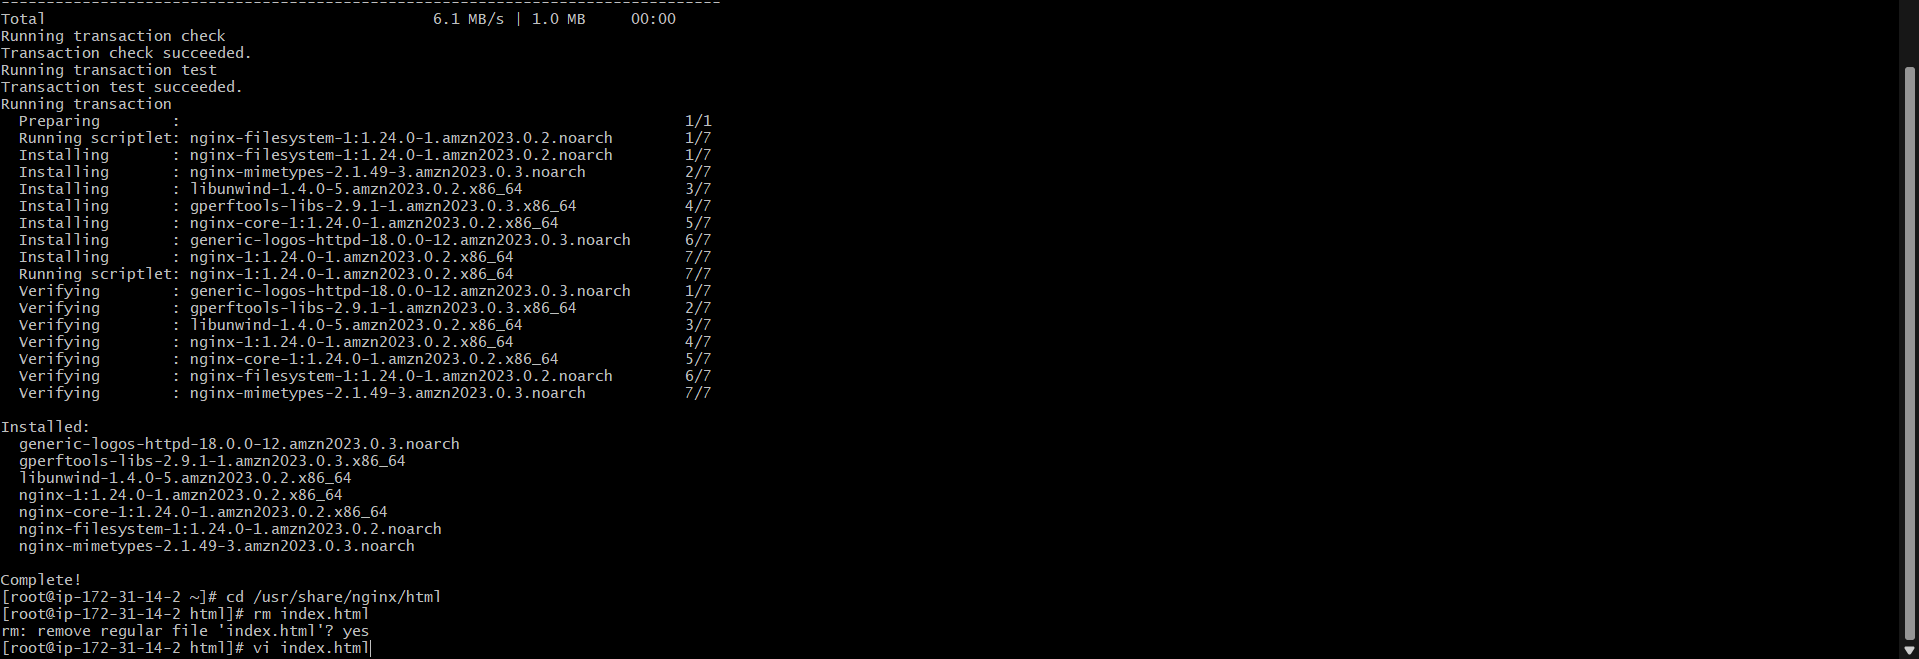 --------------------------------------------------------------------------------
Total                                           6.1 MB/s | 1.0 MB     00:00
Running transaction check
Transaction check succeeded.
Running transaction test
Transaction test succeeded.
Running transaction
  Preparing        :                                                        1/1
  Running scriptlet: nginx-filesystem-1:1.24.0-1.amzn2023.0.2.noarch        1/7
  Installing       : nginx-filesystem-1:1.24.0-1.amzn2023.0.2.noarch        1/7
  Installing       : nginx-mimetypes-2.1.49-3.amzn2023.0.3.noarch           2/7
  Installing       : libunwind-1.4.0-5.amzn2023.0.2.x86_64                  3/7
  Installing       : gperftools-libs-2.9.1-1.amzn2023.0.3.x86_64            4/7
  Installing       : nginx-core-1:1.24.0-1.amzn2023.0.2.x86_64              5/7
  Installing       : generic-logos-httpd-18.0.0-12.amzn2023.0.3.noarch      6/7
  Installing       : nginx-1:1.24.0-1.amzn2023.0.2.x86_64                   7/7
  Running scriptlet: nginx-1:1.24.0-1.amzn2023.0.2.x86_64                   7/7
  Verifying        : generic-logos-httpd-18.0.0-12.amzn2023.0.3.noarch      1/7
  Verifying        : gperftools-libs-2.9.1-1.amzn2023.0.3.x86_64            2/7
  Verifying        : libunwind-1.4.0-5.amzn2023.0.2.x86_64                  3/7
  Verifying        : nginx-1:1.24.0-1.amzn2023.0.2.x86_64                   4/7
  Verifying        : nginx-core-1:1.24.0-1.amzn2023.0.2.x86_64              5/7
  Verifying        : nginx-filesystem-1:1.24.0-1.amzn2023.0.2.noarch        6/7
  Verifying        : nginx-mimetypes-2.1.49-3.amzn2023.0.3.noarch           7/7

Installed:
  generic-logos-httpd-18.0.0-12.amzn2023.0.3.noarch
  gperftools-libs-2.9.1-1.amzn2023.0.3.x86_64
  libunwind-1.4.0-5.amzn2023.0.2.x86_64
  nginx-1:1.24.0-1.amzn2023.0.2.x86_64
  nginx-core-1:1.24.0-1.amzn2023.0.2.x86_64
  nginx-filesystem-1:1.24.0-1.amzn2023.0.2.noarch
  nginx-mimetypes-2.1.49-3.amzn2023.0.3.noarch

Complete!
[root@ip-172-31-14-2 ~]# cd /usr/share/nginx/html
[root@ip-172-31-14-2 html]# rm index.html
rm: remove regular file 'index.html'? yes
[root@ip-172-31-14-2 html]# vi index.html